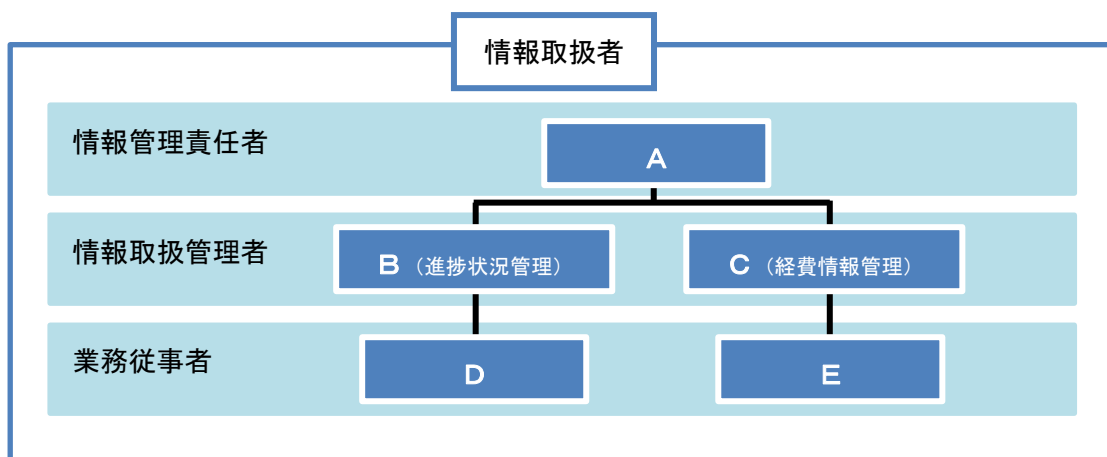 情報取扱者
情報管理責任者
A
情報取扱管理者
B（進捗状況管理）
C（経費情報管理）
業務従事者
D
E